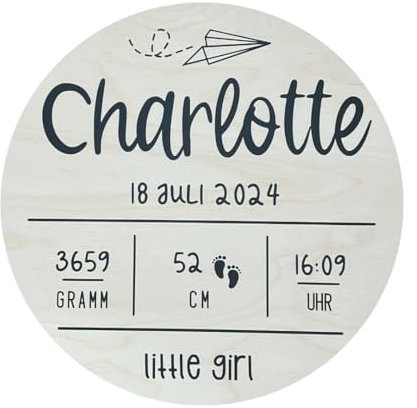 Charlotte
18 JULI 2024
3659 52 16:09
GRAMM CM UHR
little girl